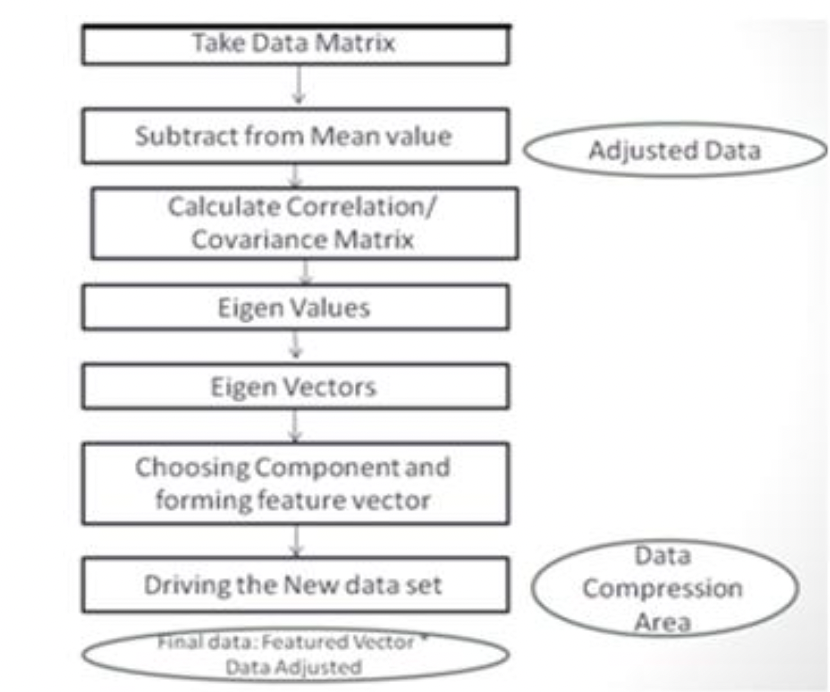 Take Data Matrix
Subtract from Mean value
Adjusted Data
Calculate Correlation/
Covariance Matrix
Eigen Values
Eigen Vectors
Choosing Component and
forming feature vector
Driving the New data set
Data
Compression
Area
Final data: Featured Vector *
Data Adjusted